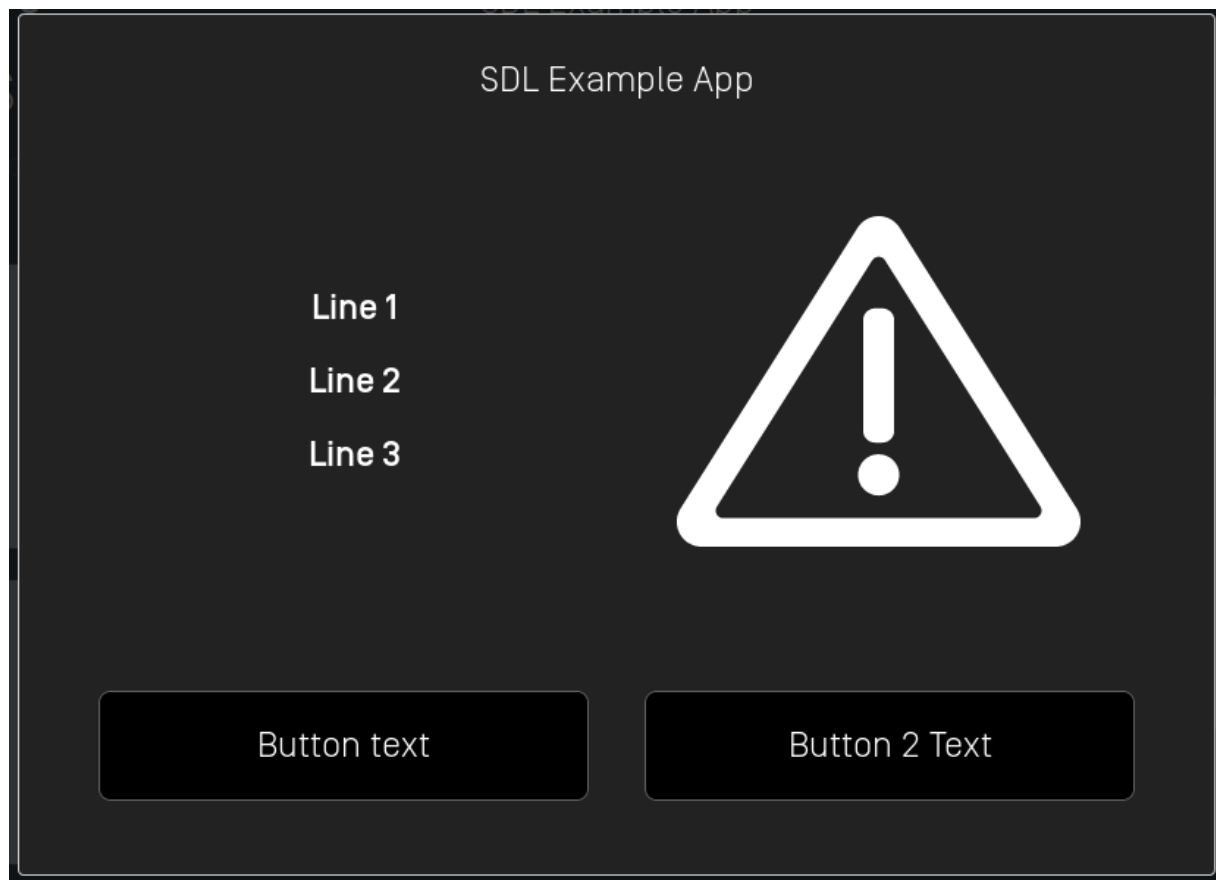 SDL Example App
Line 1
Line 2
Line 3
Button text
Button 2 Text